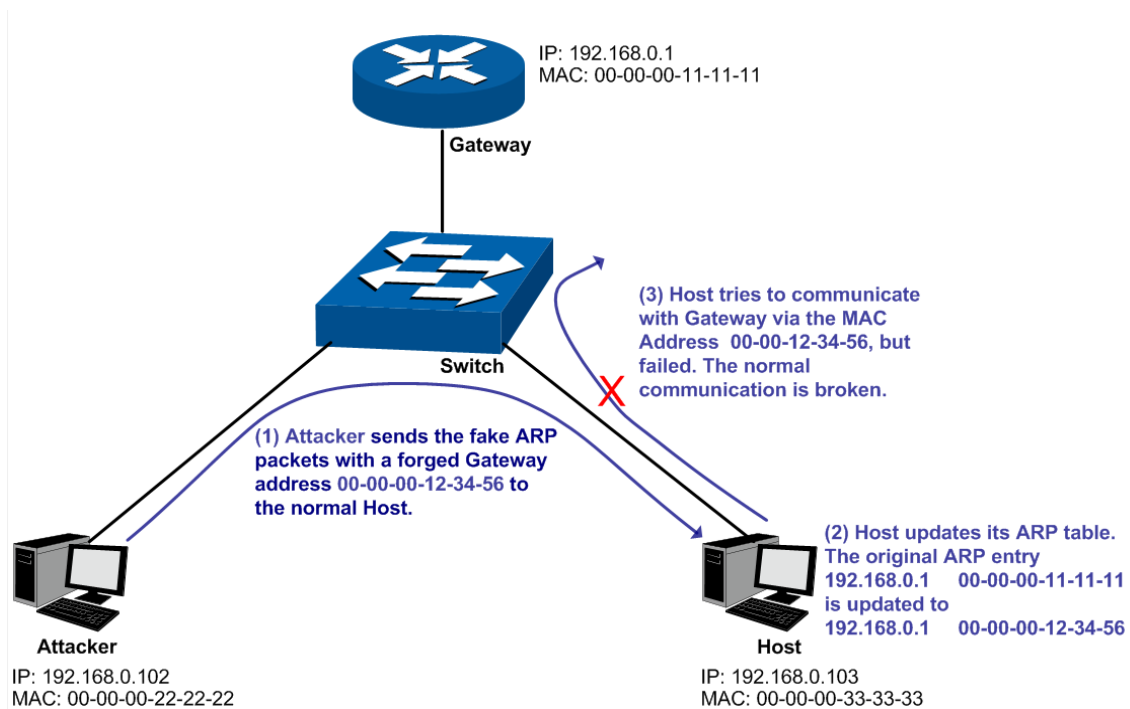 IP: 192.168.0.1
MAC: 00-00-00-11-11-11
Gateway
(3) Host tries to communicate
with Gateway via the MAC
Address 00-00-12-34-56, but
failed. The normal
communication is broken.
Switch
X
(1) Attacker sends the fake ARP
packets with a forged Gateway
address 00-00-00-12-34-56 to
the normal Host.
(2) Host updates its ARP table.
The original ARP entry
192.168.0.1 00-00-00-11-11-11
is updated to
192.168.0.1 00-00-00-12-34-56
Attacker
IP: 192.168.0.102
MAC: 00-00-00-22-22-22
Host
IP: 192.168.0.103
MAC: 00-00-00-33-33-33